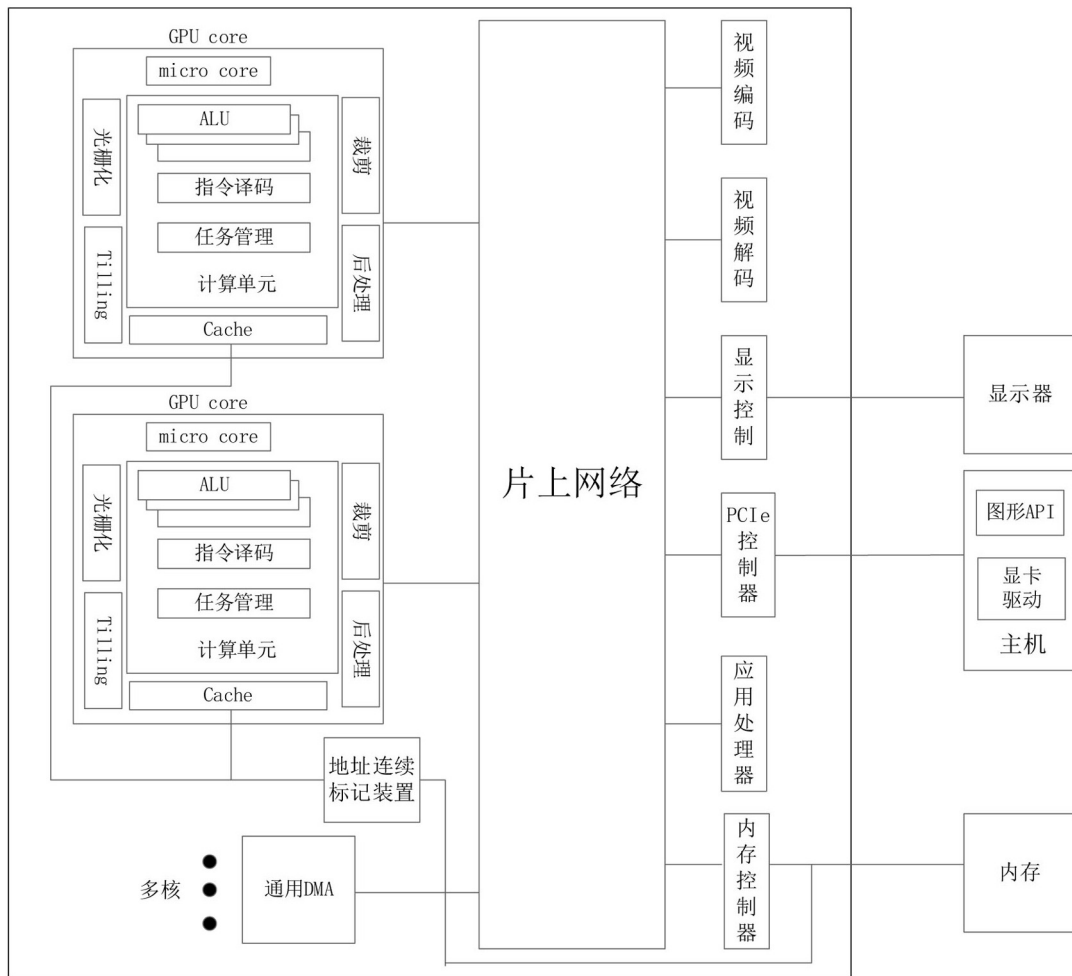 GPU core
micro core
ALU
指令译码
任务管理
计算单元
光栅化
Tilling
裁剪
后处理
Cache
GPU core
micro core
ALU
指令译码
任务管理
计算单元
光栅化
Tilling
裁剪
后处理
Cache
地址连续
标记装置
多核
通用DMA
片上网络
视频编码
视频解码
显示控制
PCIe
控制器
应用处理器
内存控制器
显示器
图形API
显卡
驱动
主机
内存